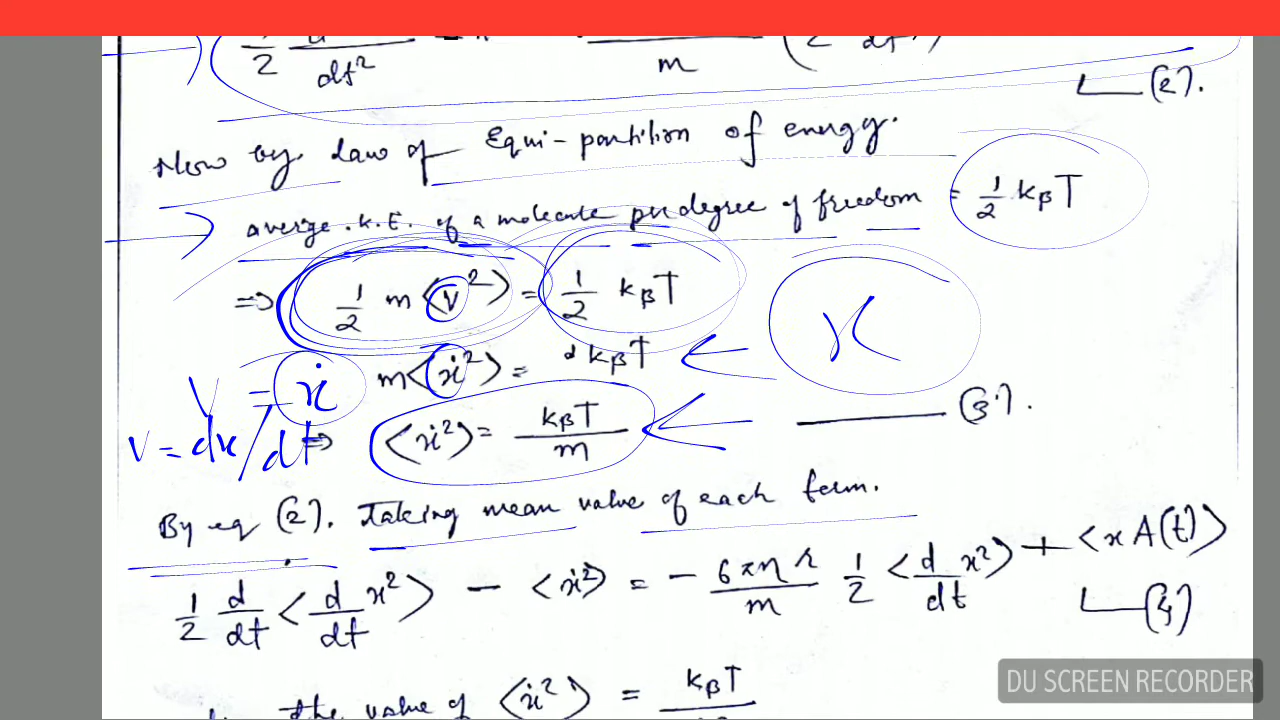 1/2 d/dt² m (2 dt)
(2).
Now by law of Equi-partition of energy.
averge. K.E. of a molecule per degree of freedom = 1/2 kβT
=> 1/2 m <v²> = 1/2 kβT
m<ẋ²> = kβT
x
V = ẋ
v = dx/dt
=> <ẋ²> = kβT/m (3).
By eq (2). Taking mean value of each term.
1/2 d/dt <d/dt x²> - <ẋ²> = - 6πηr/m 1/2 <d/dt x²> + <x A(t)>
(4)
the value of <ẋ²> = kβT
DU SCREEN RECORDER